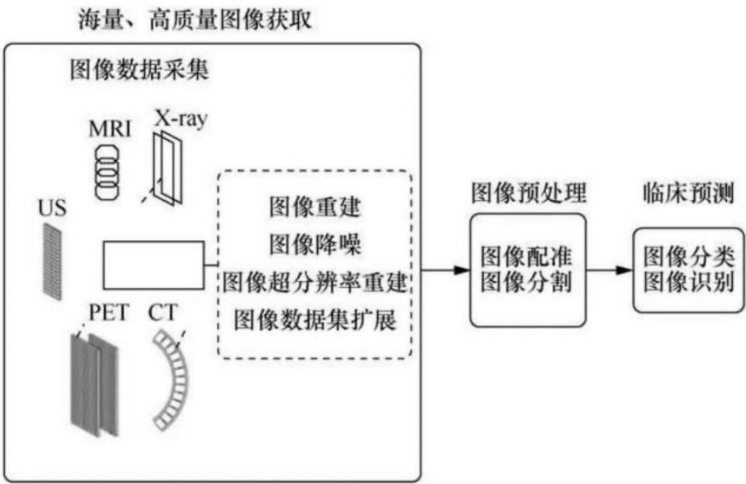 海量、高质量图像获取
图像数据采集
MRI
X-ray
US
PET
CT
图像重建
图像降噪
图像超分辨率重建
图像数据集扩展
图像预处理
图像配准
图像分割
临床预测
图像分类
图像识别